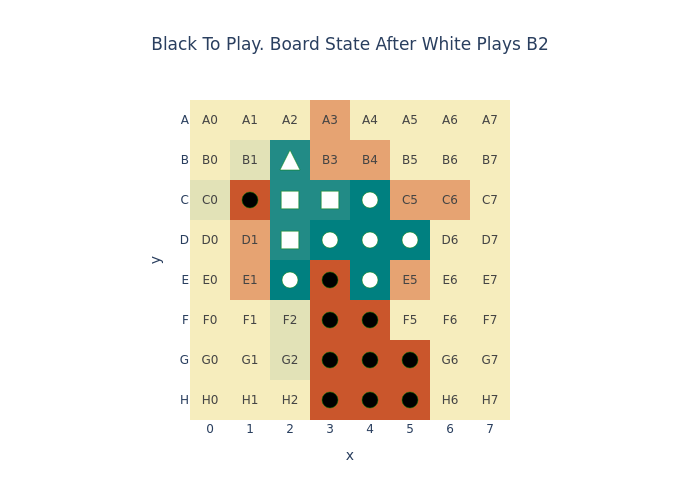 Black To Play. Board State After White Plays B2
A A0 A1 A2 A3 A4 A5 A6 A7
B B0 B1 B3 B4 B5 B6 B7
C C0 C5 C6 C7
D D0 D1 D6 D7
y
E E0 E1 E5 E6 E7
F F0 F1 F2 F5 F6 F7
G G0 G1 G2 G6 G7
H H0 H1 H2 H6 H7
0 1 2 3 4 5 6 7
x